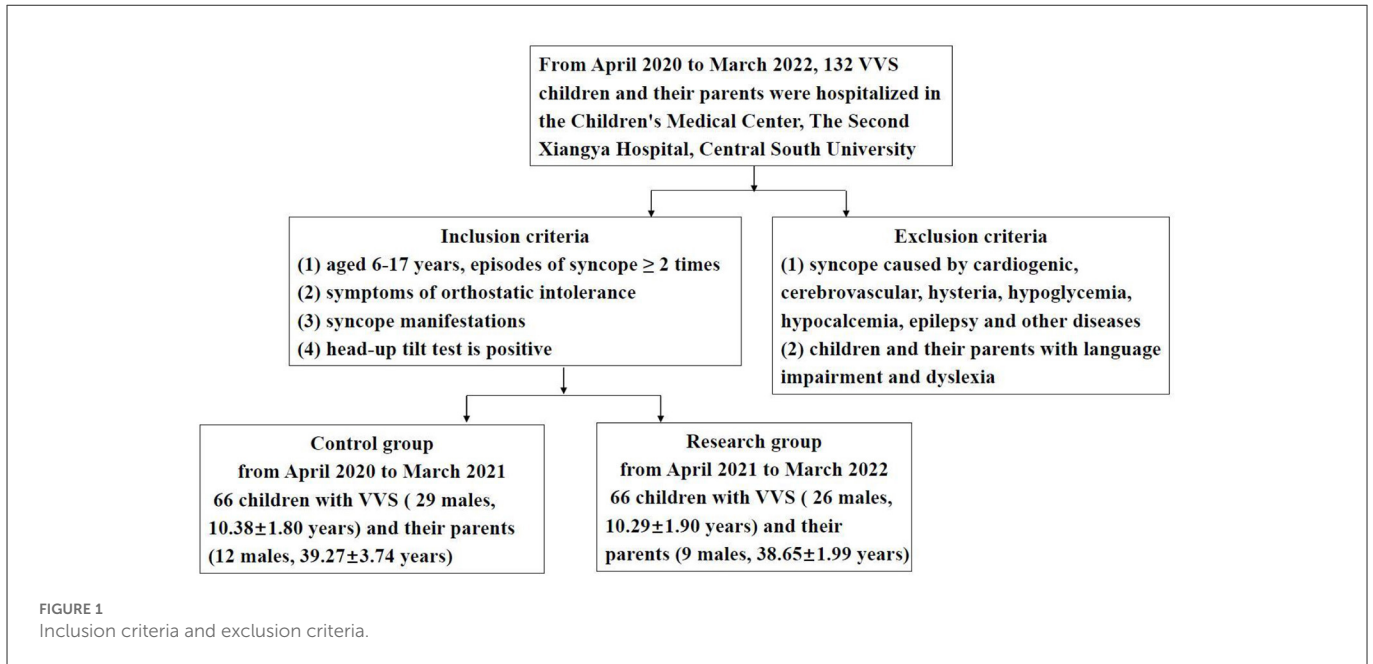 From April 2020 to March 2022, 132 VVS
children and their parents were hospitalized in
the Children's Medical Center, The Second
Xiangya Hospital, Central South University
Inclusion criteria
(1) aged 6-17 years, episodes of syncope ≥ 2 times
(2) symptoms of orthostatic intolerance
(3) syncope manifestations
(4) head-up tilt test is positive
Exclusion criteria
(1) syncope caused by cardiogenic,
cerebrovascular, hysteria, hypoglycemia,
hypocalcemia, epilepsy and other diseases
(2) children and their parents with language
impairment and dyslexia
Control group
from April 2020 to March 2021
66 children with VVS ( 29 males,
10.38±1.80 years) and their parents
(12 males, 39.27±3.74 years)
Research group
from April 2021 to March 2022
66 children with VVS ( 26 males,
10.29±1.90 years) and their
parents (9 males, 38.65±1.99 years)
FIGURE 1
Inclusion criteria and exclusion criteria.